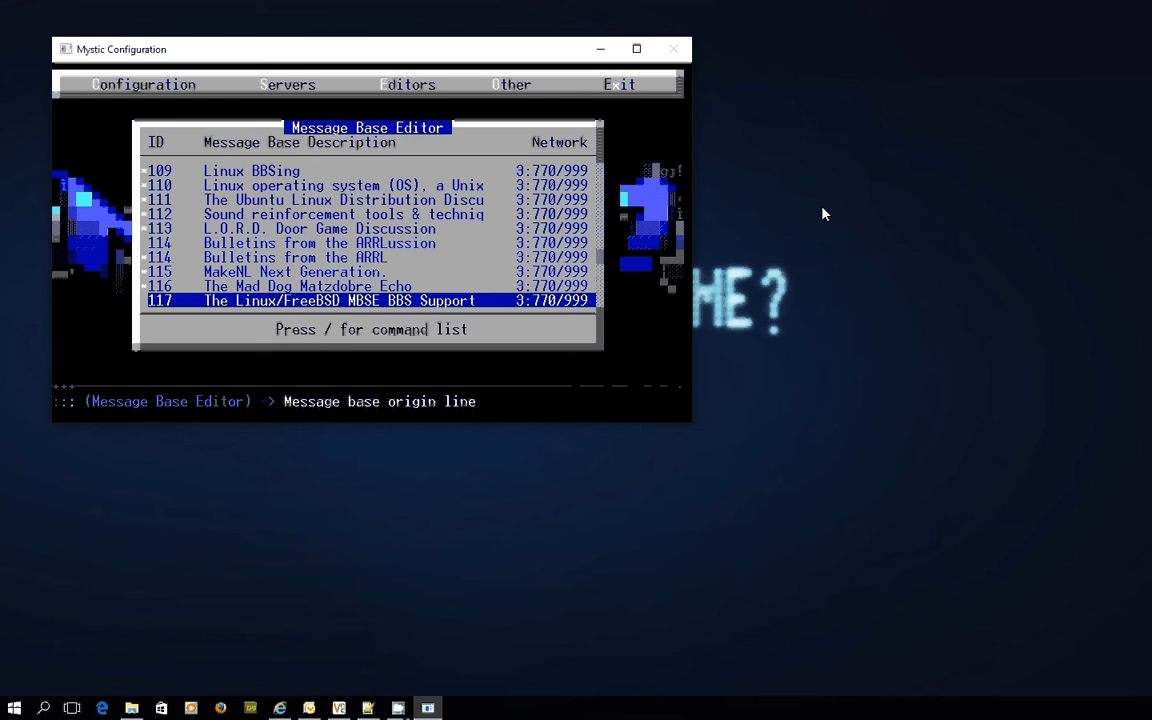 Mystic Configuration
Configuration Servers Editors Other Exit
Message Base Editor
ID Message Base Description Network
109 Linux BBSing 3:770/999
110 Linux operating system (OS), a Unix 3:770/999
111 The Ubuntu Linux Distribution Discu 3:770/999
112 Sound reinforcement tools & techniq 3:770/999
113 L.O.R.D. Door Game Discussion 3:770/999
114 Bulletins from the ARRLussion 3:770/999
114 Bulletins from the ARRL 3:770/999
115 MakeNL Next Generation. 3:770/999
116 The Mad Dog Matzdobre Echo 3:770/999
117 The Linux/FreeBSD MBSE BBS Support 3:770/999
Press / for command list
::: (Message Base Editor) -> Message base origin line
ME?